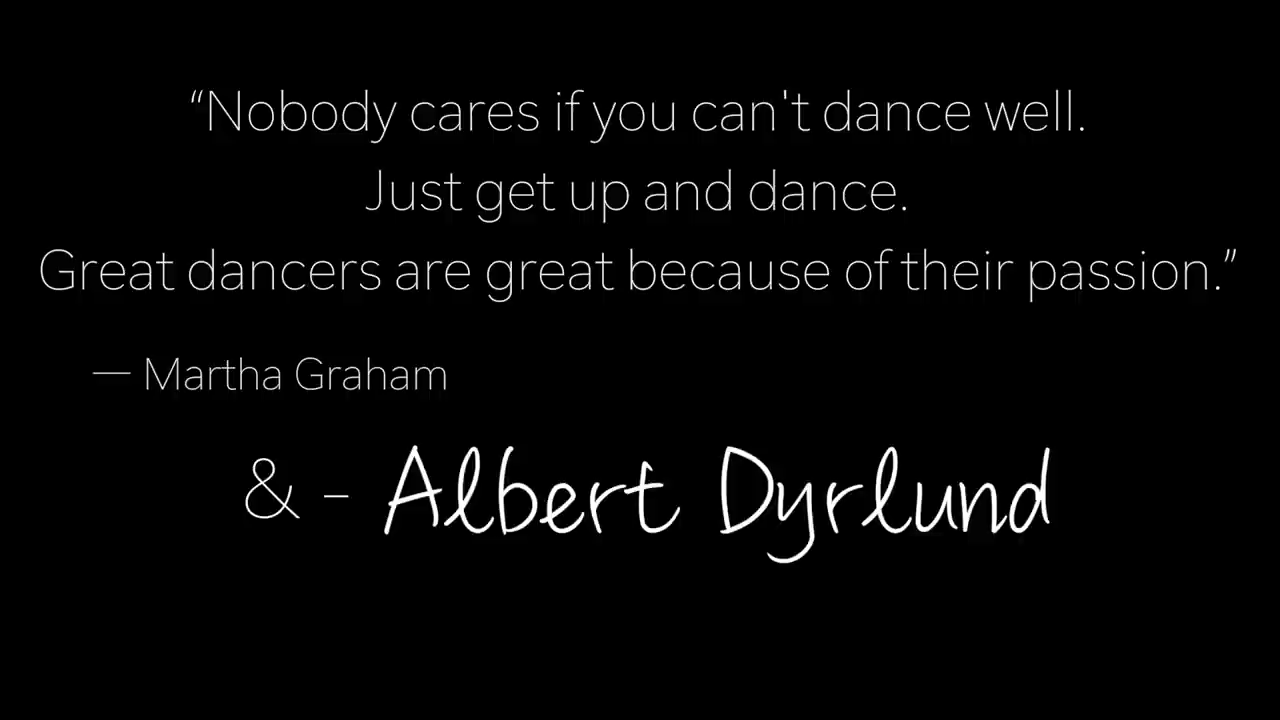 “Nobody cares if you can't dance well.
Just get up and dance.
Great dancers are great because of their passion.”
— Martha Graham
& - Albert Dyrlund